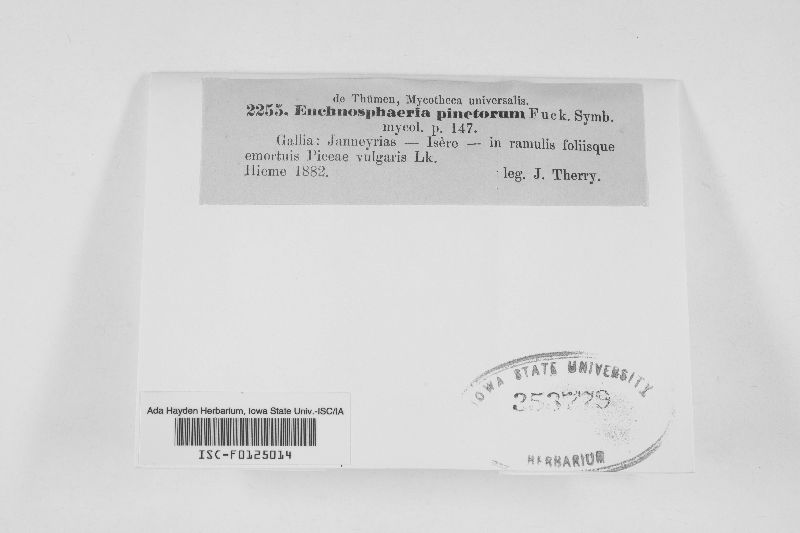 de Thümen, Mycotheca universalis.
2255. Enchnosphaeria pinetorum Fuck. Symb.
mycol. p. 147.
Gallia: Janneyrias — Isère — in ramulis foliisque
emortuis Piceae vulgaris Lk.
Hieme 1882. leg. J. Therry.
IOWA STATE UNIVERSITY
353729
HERBARIUM
Ada Hayden Herbarium, Iowa State Univ.-ISC/IA
ISC-F0125014